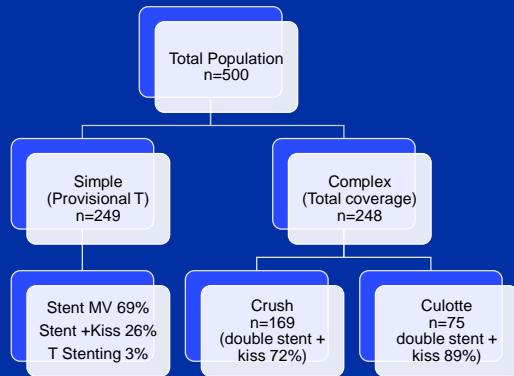 Total Population
n=500
Simple
(Provisional T)
n=249
Complex
(Total coverage)
n=248
Stent MV 69%
Stent +Kiss 26%
T Stenting 3%
Crush
n=169
(double stent +
kiss 72%)
Culotte
n=75
double stent +
kiss 89%)